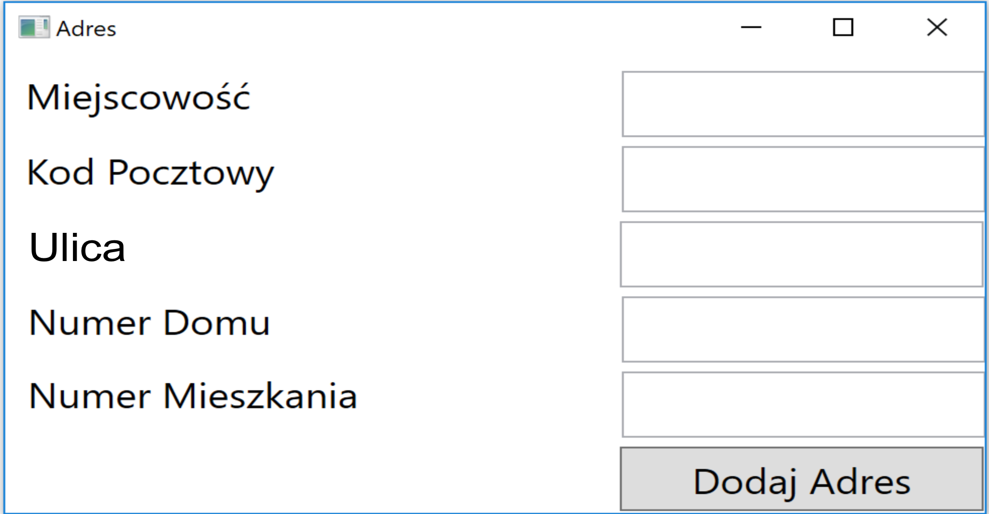 Adres
Miejscowość
Kod Pocztowy
Ulica
Numer Domu
Numer Mieszkania
Dodaj Adres